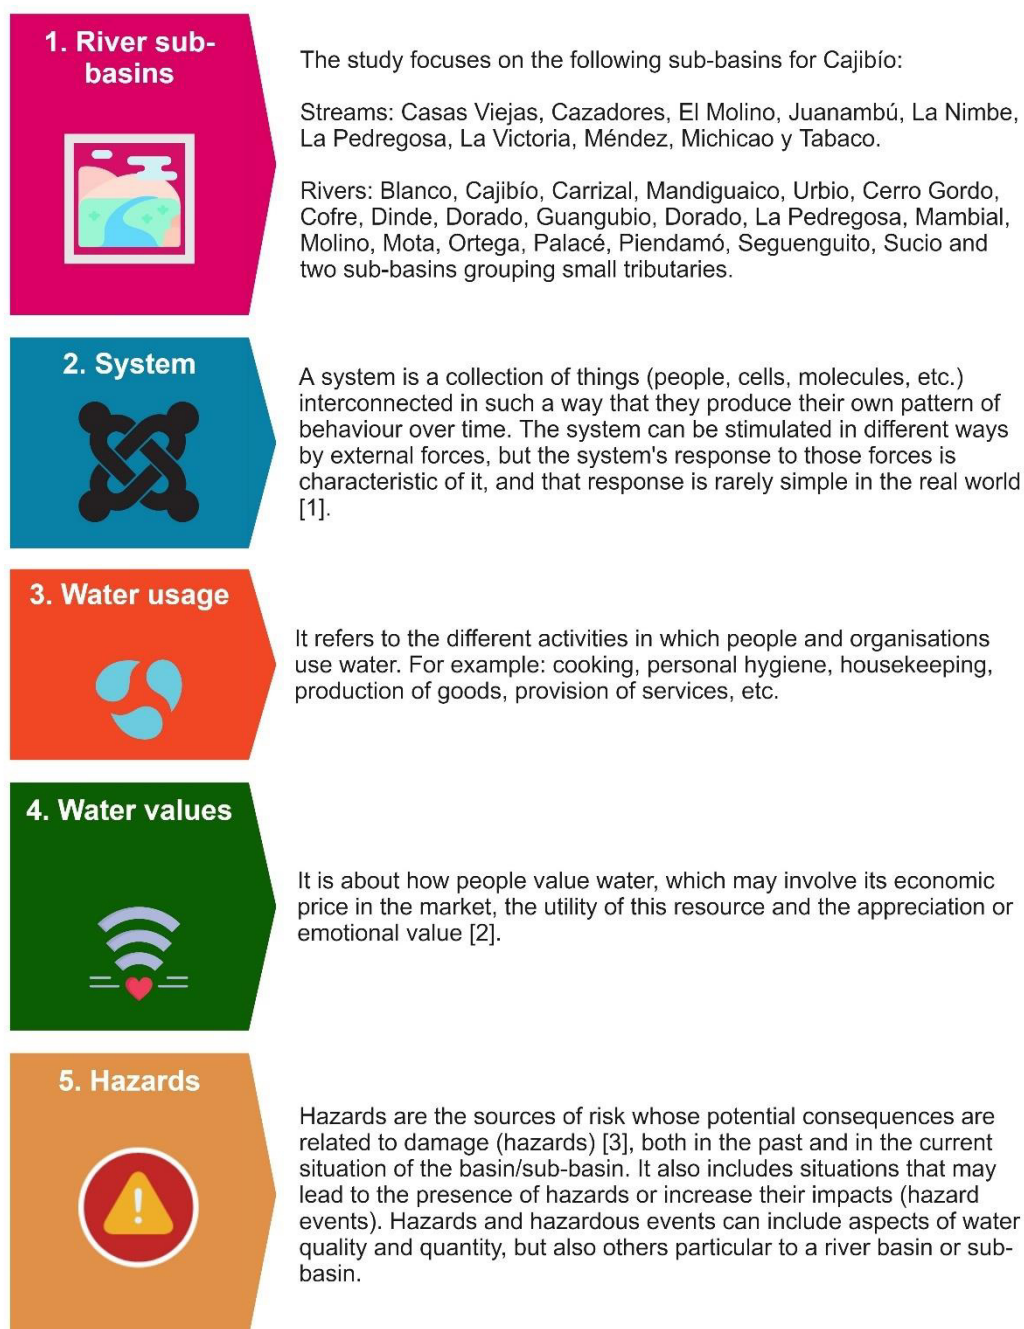 1. River sub-
basins
The study focuses on the following sub-basins for Cajibío:
Streams: Casas Viejas, Cazadores, El Molino, Juanambú, La Nimbe,
La Pedregosa, La Victoria, Méndez, Michicao y Tabaco.
Rivers: Blanco, Cajibío, Carrizal, Mandiguaico, Urbio, Cerro Gordo,
Cofre, Dinde, Dorado, Guangubio, Dorado, La Pedregosa, Mambial,
Molino, Mota, Ortega, Palacé, Piendamó, Seguenguito, Sucio and
two sub-basins grouping small tributaries.
2. System
A system is a collection of things (people, cells, molecules, etc.)
interconnected in such a way that they produce their own pattern of
behaviour over time. The system can be stimulated in different ways
by external forces, but the system's response to those forces is
characteristic of it, and that response is rarely simple in the real world
[1].
3. Water usage
It refers to the different activities in which people and organisations
use water. For example: cooking, personal hygiene, housekeeping,
production of goods, provision of services, etc.
4. Water values
It is about how people value water, which may involve its economic
price in the market, the utility of this resource and the appreciation or
emotional value [2].
5. Hazards
Hazards are the sources of risk whose potential consequences are
related to damage (hazards) [3], both in the past and in the current
situation of the basin/sub-basin. It also includes situations that may
lead to the presence of hazards or increase their impacts (hazard
events). Hazards and hazardous events can include aspects of water
quality and quantity, but also others particular to a river basin or sub-
basin.